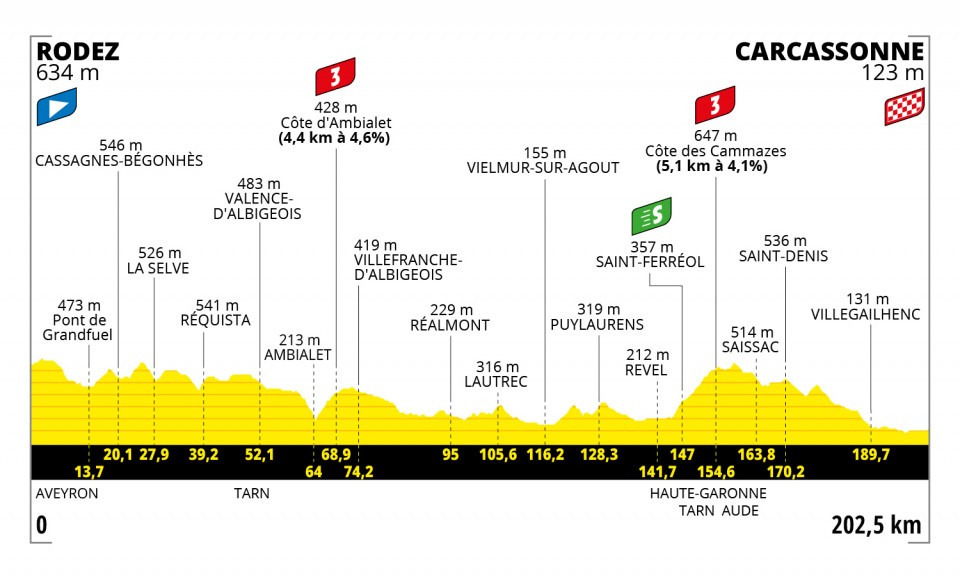 RODEZ
634 m
CARCASSONNE
123 m
3
428 m
Côte d'Ambialet
(4,4 km à 4,6%)
3
647 m
Côte des Cammazes
(5,1 km à 4,1%)
546 m
CASSAGNES-BÉGONHÈS
155 m
VIELMUR-SUR-AGOUT
483 m
VALENCE-
D'ALBIGEOIS
S
357 m
SAINT-FERRÉOL
526 m
LA SELVE
419 m
VILLEFRANCHE-
D'ALBIGEOIS
536 m
SAINT-DENIS
473 m
Pont de
Grandfuel
541 m
RÉQUISTA
213 m
AMBIALET
229 m
RÉALMONT
316 m
LAUTREC
319 m
PUYLAURENS
212 m
REVEL
514 m
SAISSAC
131 m
VILLEGAILHENC
20,1 27,9 39,2 52,1 68,9 95 105,6 116,2 128,3 147 163,8 189,7
13,7 64 74,2 141,7 154,6 170,2
AVEYRON TARN HAUTE-GARONNE
TARN AUDE
0 202,5 km